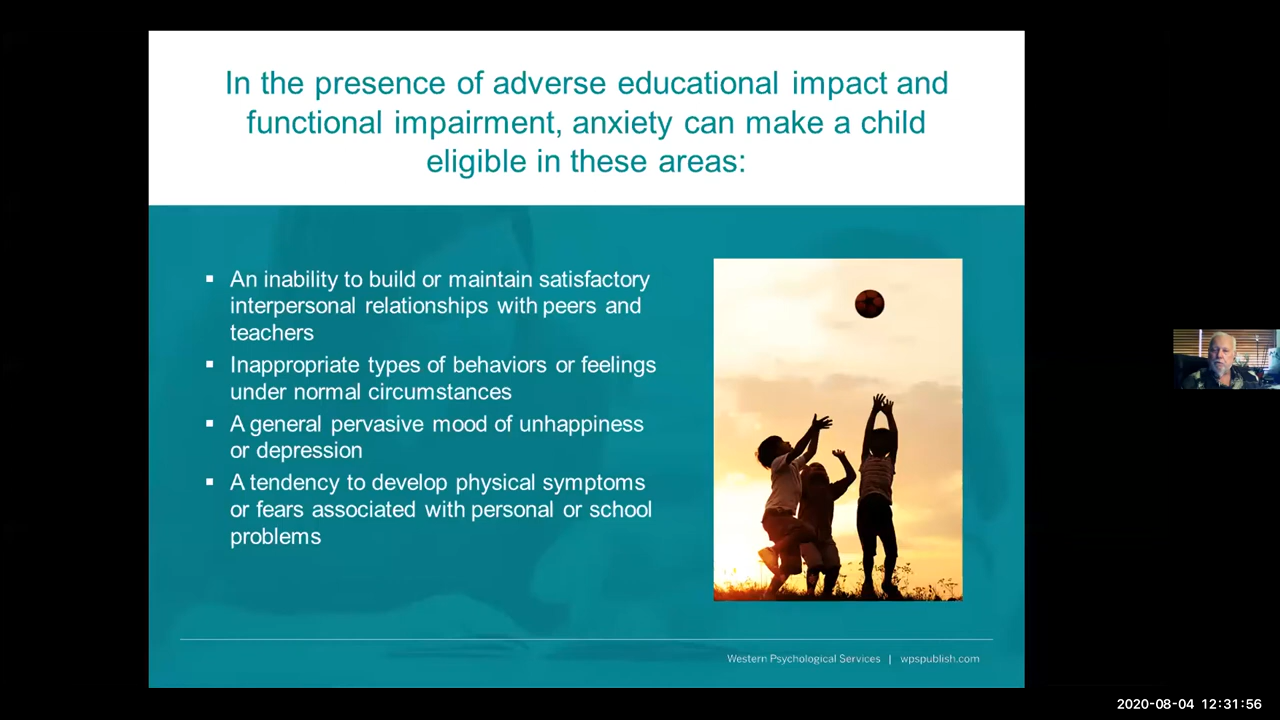 In the presence of adverse educational impact and
functional impairment, anxiety can make a child
eligible in these areas:
▪ An inability to build or maintain satisfactory
interpersonal relationships with peers and
teachers
▪ Inappropriate types of behaviors or feelings
under normal circumstances
▪ A general pervasive mood of unhappiness
or depression
▪ A tendency to develop physical symptoms
or fears associated with personal or school
problems
Western Psychological Services | wpspublish.com
2020-08-04 12:31:56